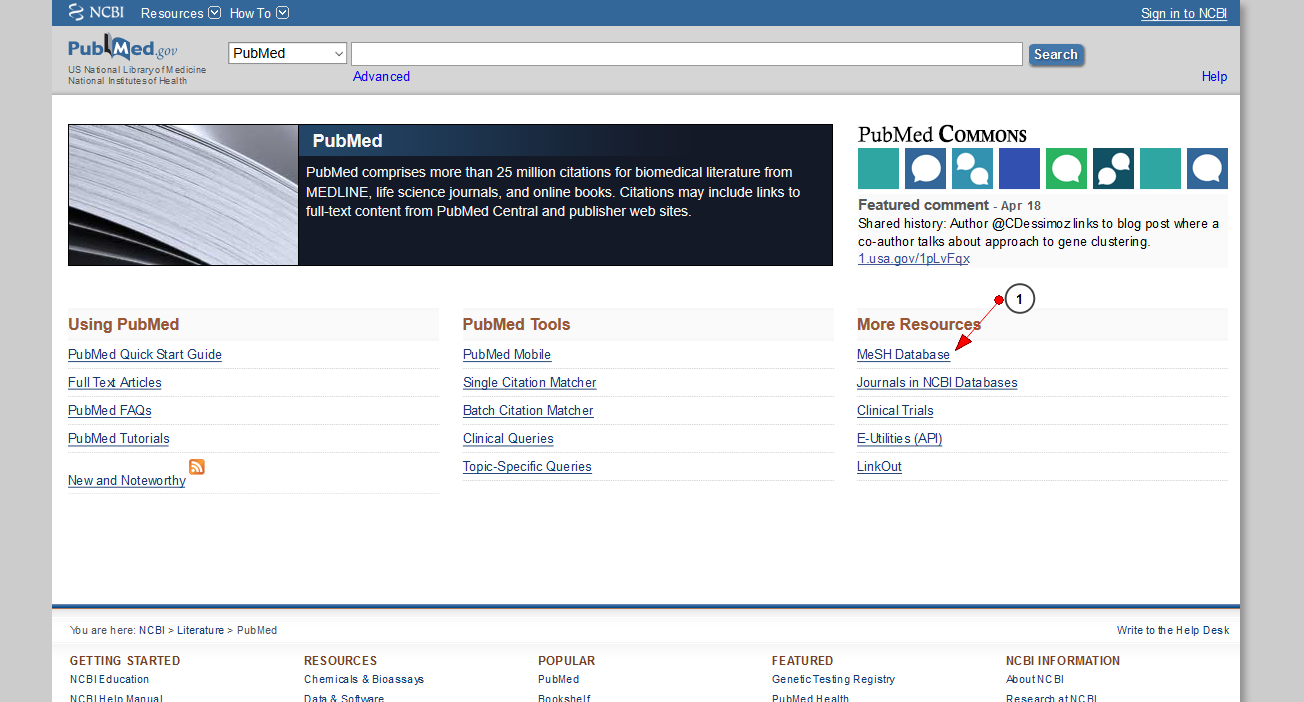 NCBI Resources How To Sign in to NCBI
PubMed.gov
US National Library of Medicine
National Institutes of Health
PubMed
Search
Advanced
Help
PubMed
PubMed comprises more than 25 million citations for biomedical literature from
MEDLINE, life science journals, and online books. Citations may include links to
full-text content from PubMed Central and publisher web sites.
PubMed COMMONS
Featured comment - Apr 18
Shared history: Author @CDessimoz links to blog post where a
co-author talks about approach to gene clustering.
1.usa.gov/1pLvFqx
1
Using PubMed
PubMed Quick Start Guide
Full Text Articles
PubMed FAQs
PubMed Tutorials
New and Noteworthy
PubMed Tools
PubMed Mobile
Single Citation Matcher
Batch Citation Matcher
Clinical Queries
Topic-Specific Queries
More Resources
MeSH Database
Journals in NCBI Databases
Clinical Trials
E-Utilities (API)
LinkOut
You are here: NCBI > Literature > PubMed
Write to the Help Desk
GETTING STARTED
NCBI Education
NCBI Help Manual
RESOURCES
Chemicals & Bioassays
Data & Software
POPULAR
PubMed
Bookshelf
FEATURED
Genetic Testing Registry
PubMed Health
NCBI INFORMATION
About NCBI
Research at NCBI